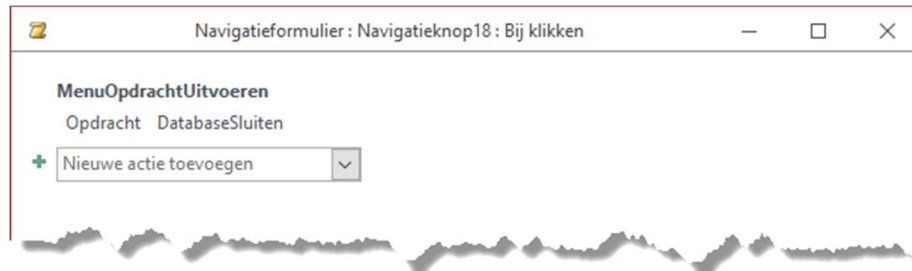 Navigatieformulier : Navigatieknop18 : Bij klikken
MenuOpdrachtUitvoeren
Opdracht DatabaseSluiten
Nieuwe actie toevoegen